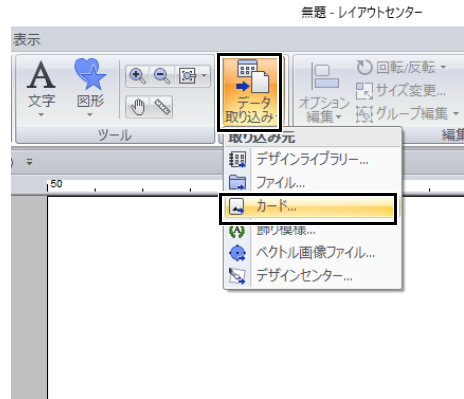 無題 - レイアウトセンター
表示
文字
図形
データ
取り込み
オプション
編集
回転/反転
サイズ変更...
グループ編集
ツール
編集
取り込み元
デザインライブラリー...
ファイル...
カード...
飾り模様...
ベクトル画像ファイル...
デザインセンター...
50